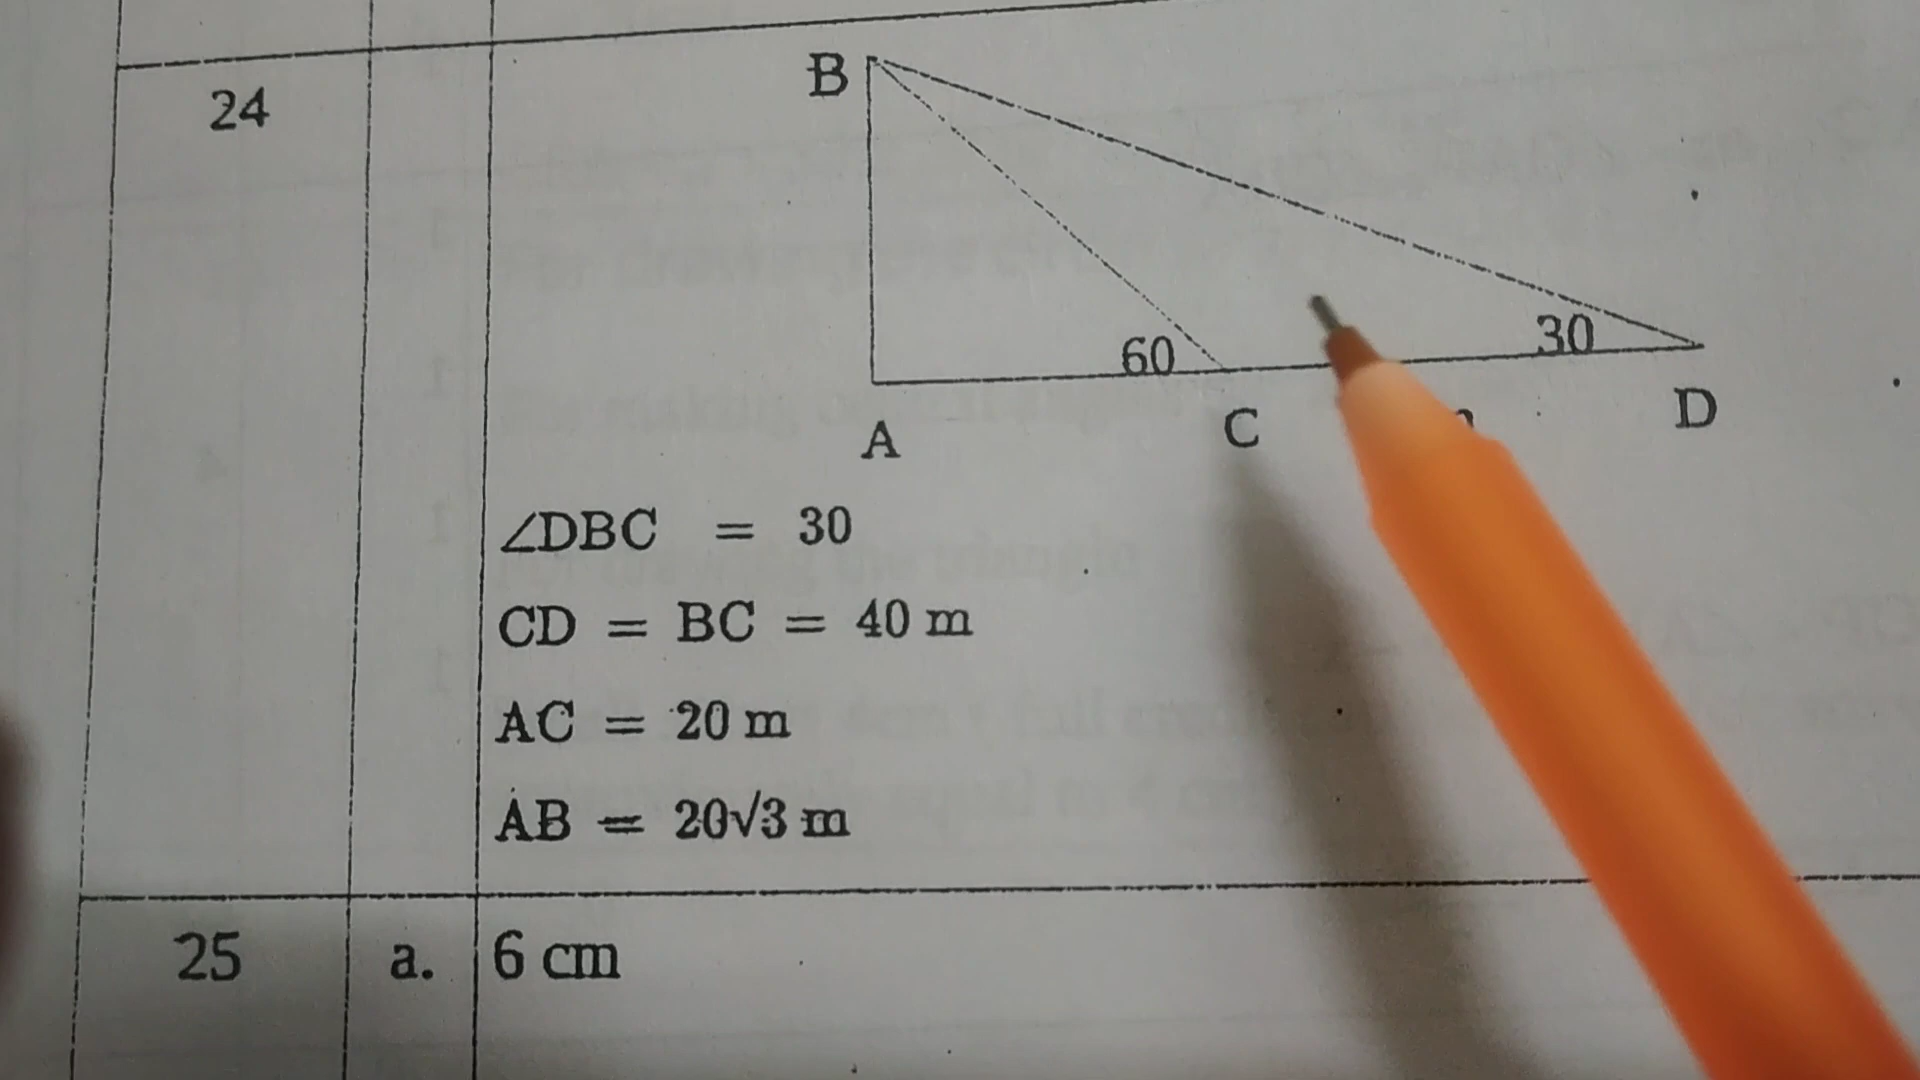 24
B
60
30
A
C
D
∠DBC = 30
CD = BC = 40 m
AC = 20 m
AB = 20√3 m
25 a. 6 cm